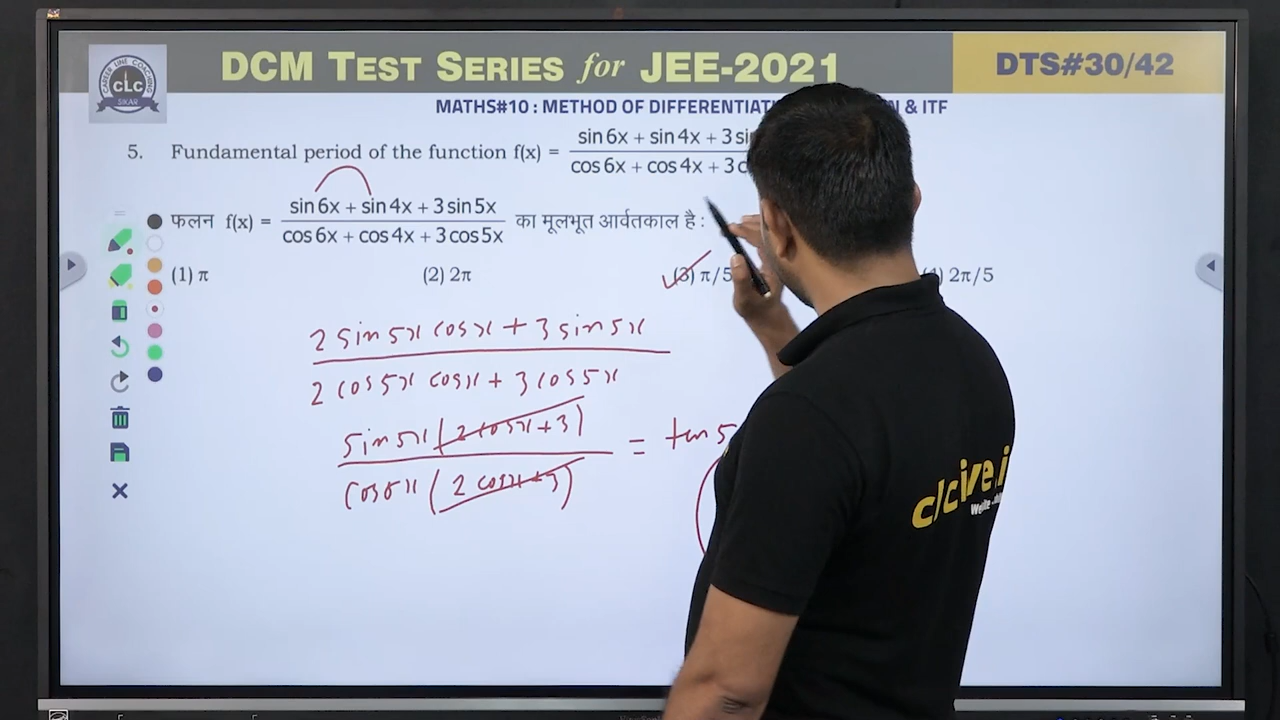 CAREER LINE COACHING
CLC
SIKAR
DCM TEST SERIES for JEE-2021
DTS#30/42
MATHS#10 : METHOD OF & ITF
5. Fundamental period of the function f(x) = sin 6x + sin 4x + 3
cos 6x + cos 4x + 3
फलन f(x) = sin 6x + sin 4x + 3 sin 5x
cos 6x + cos 4x + 3 cos 5x का मूलभूत आर्वतकाल है :
(1) π (2) 2π (3) π/5 2π/5
2 sin 5x cos x + 3 sin 5x
2 cos 5x cos x + 3 cos 5x
sin 5x (2 cos x + 3)
cos 5x (2 cos x + 3) = tan 5